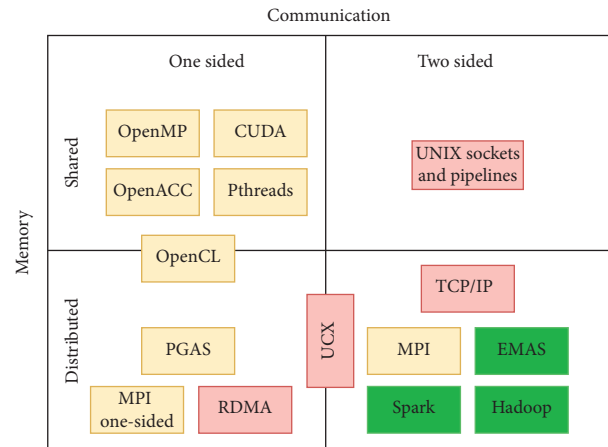 Communication
One sided
Two sided
Memory
Shared
OpenMP
CUDA
OpenACC
Pthreads
UNIX sockets
and pipelines
OpenCL
Distributed
PGAS
MPI
one-sided
RDMA
UCX
TCP/IP
MPI
EMAS
Spark
Hadoop